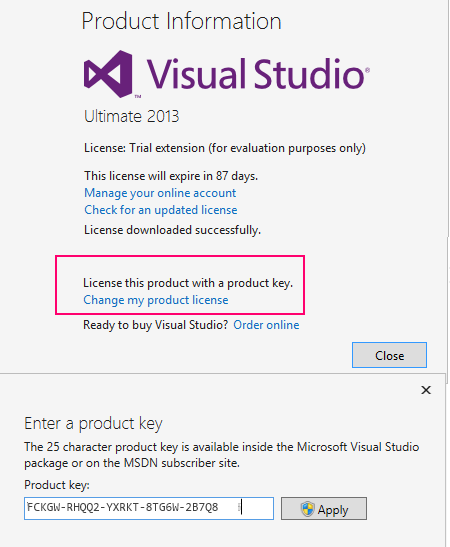 Product Information
Visual Studio®
™
Ultimate 2013
License: Trial extension (for evaluation purposes only)
This license will expire in 87 days.
Manage your online account
Check for an updated license
License downloaded successfully.
License this product with a product key.
Change my product license
Ready to buy Visual Studio? Order online
Close
Enter a product key
The 25 character product key is available inside the Microsoft Visual Studio
package or on the MSDN subscriber site.
Product key:
FCKGW-RHQQ2-YXRKT-8TG6W-2B7Q8 Apply